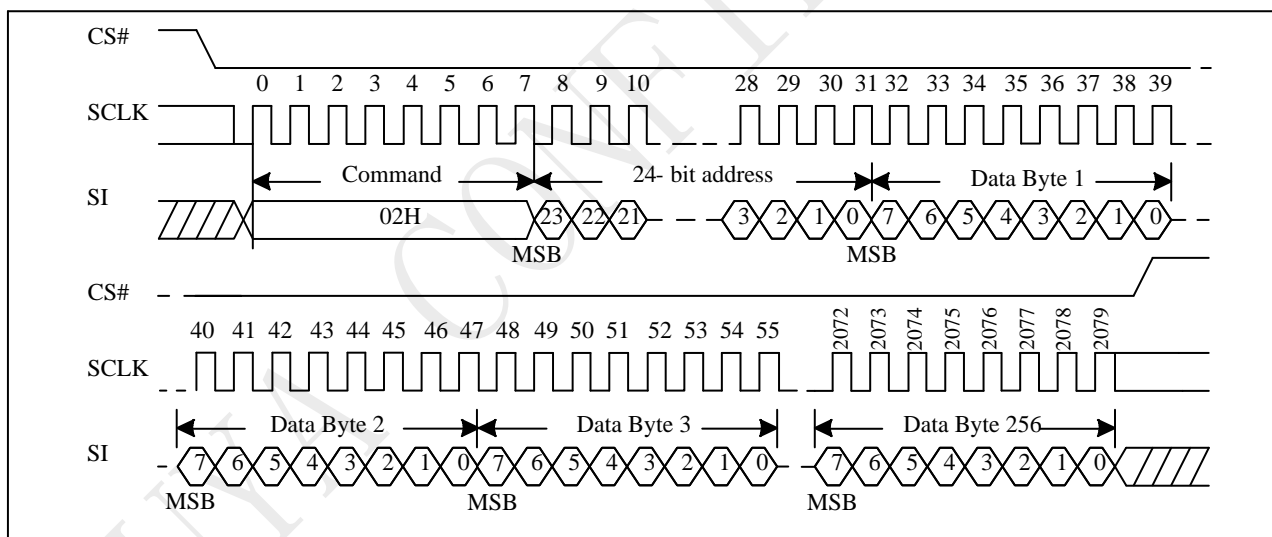 CS#
0 1 2 3 4 5 6 7 8 9 10 28 29 30 31 32 33 34 35 36 37 38 39
SCLK
Command 24- bit address Data Byte 1
SI
02H 23 22 21 3 2 1 0 7 6 5 4 3 2 1 0
MSB MSB
CS#
40 41 42 43 44 45 46 47 48 49 50 51 52 53 54 55 2072 2073 2074 2075 2076 2077 2078 2079
SCLK
Data Byte 2 Data Byte 3 Data Byte 256
SI
7 6 5 4 3 2 1 0 7 6 5 4 3 2 1 0 7 6 5 4 3 2 1 0
MSB MSB MSB